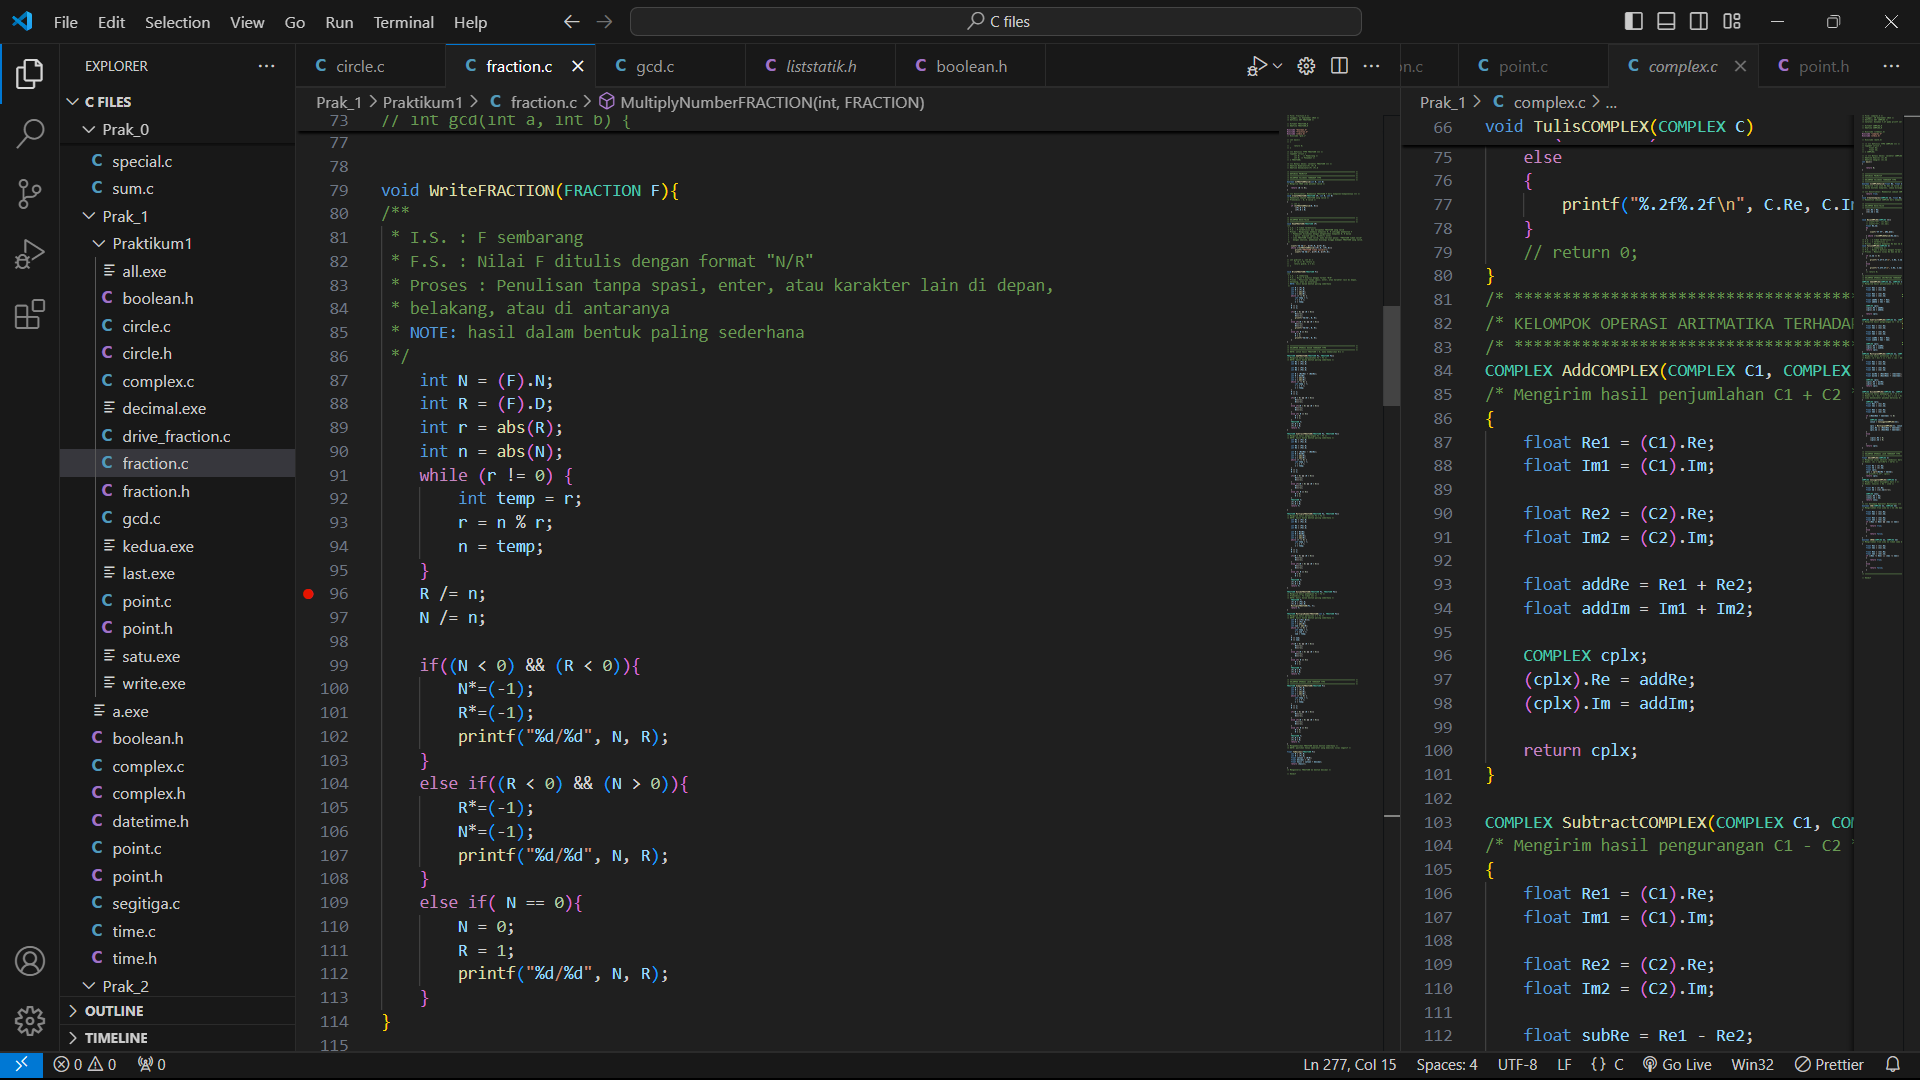 File Edit Selection View Go Run Terminal Help
C files
EXPLORER
C FILES
Prak_0
special.c
sum.c
Prak_1
Praktikum1
all.exe
boolean.h
circle.c
circle.h
complex.c
decimal.exe
drive_fraction.c
fraction.c
fraction.h
gcd.c
kedua.exe
last.exe
point.c
point.h
satu.exe
write.exe
a.exe
boolean.h
complex.c
complex.h
datetime.h
point.c
point.h
segitiga.c
time.c
time.h
Prak_2
OUTLINE
TIMELINE
circle.c fraction.c gcd.c liststatik.h boolean.h
Prak_1 > Praktikum1 > C fraction.c > MultiplyNumberFRACTION(int, FRACTION)
73 // int gcd(int a, int b) {
77
78
79 void WriteFRACTION(FRACTION F){
80 /**
81 * I.S. : F sembarang
82 * F.S. : Nilai F ditulis dengan format "N/R"
83 * Proses : Penulisan tanpa spasi, enter, atau karakter lain di depan,
84 * belakang, atau di antaranya
85 * NOTE: hasil dalam bentuk paling sederhana
86 */
87 int N = (F).N;
88 int R = (F).D;
89 int r = abs(R);
90 int n = abs(N);
91 while (r != 0) {
92 int temp = r;
93 r = n % r;
94 n = temp;
95 }
96 R /= n;
97 N /= n;
98
99 if((N < 0) && (R < 0)){
100 N*=(-1);
101 R*=(-1);
102 printf("%d/%d", N, R);
103 }
104 else if((R < 0) && (N > 0)){
105 R*=(-1);
106 N*=(-1);
107 printf("%d/%d", N, R);
108 }
109 else if( N == 0){
110 N = 0;
111 R = 1;
112 printf("%d/%d", N, R);
113 }
114 }
115
on.c point.c complex.c point.h
Prak_1 > C complex.c > ...
66 void TulisCOMPLEX(COMPLEX C)
75 else
76 {
77 printf("%.2f%.2f\n", C.Re, C.Im
78 }
79 // return 0;
80 }
81 /* ***********************************
82 /* KELOMPOK OPERASI ARITMATIKA TERHADA
83 /* ***********************************
84 COMPLEX AddCOMPLEX(COMPLEX C1, COMPLEX
85 /* Mengirim hasil penjumlahan C1 + C2 *
86 {
87 float Re1 = (C1).Re;
88 float Im1 = (C1).Im;
89
90 float Re2 = (C2).Re;
91 float Im2 = (C2).Im;
92
93 float addRe = Re1 + Re2;
94 float addIm = Im1 + Im2;
95
96 COMPLEX cplx;
97 (cplx).Re = addRe;
98 (cplx).Im = addIm;
99
100 return cplx;
101 }
102
103 COMPLEX SubtractCOMPLEX(COMPLEX C1, COM
104 /* Mengirim hasil pengurangan C1 - C2 *
105 {
106 float Re1 = (C1).Re;
107 float Im1 = (C1).Im;
108
109 float Re2 = (C2).Re;
110 float Im2 = (C2).Im;
111
112 float subRe = Re1 - Re2;
0 0 0
Ln 277, Col 15 Spaces: 4 UTF-8 LF {} C Go Live Win32 Prettier